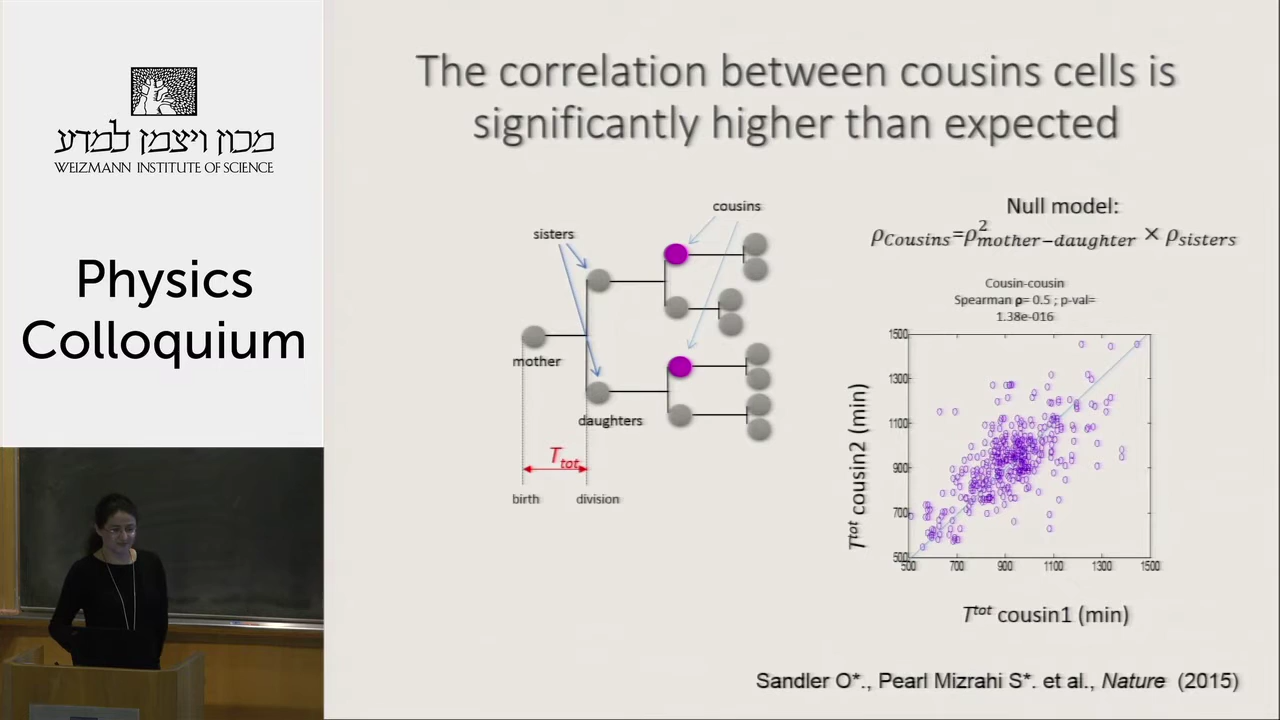 מכון ויצמן למדע
WEIZMANN INSTITUTE OF SCIENCE
Physics
Colloquium
The correlation between cousins cells is
significantly higher than expected
cousins
sisters
mother
daughters
T_tot
birth
division
Null model:
ρ_Cousins=ρ²_mother−daughter × ρ_sisters
Cousin-cousin
Spearman ρ= 0.5 ; p-val=
1.38e-016
1500
1300
1100
900
700
500
T^tot cousin2 (min)
500 700 900 1100 1300 1500
T^tot cousin1 (min)
Sandler O*., Pearl Mizrahi S*. et al., Nature (2015)